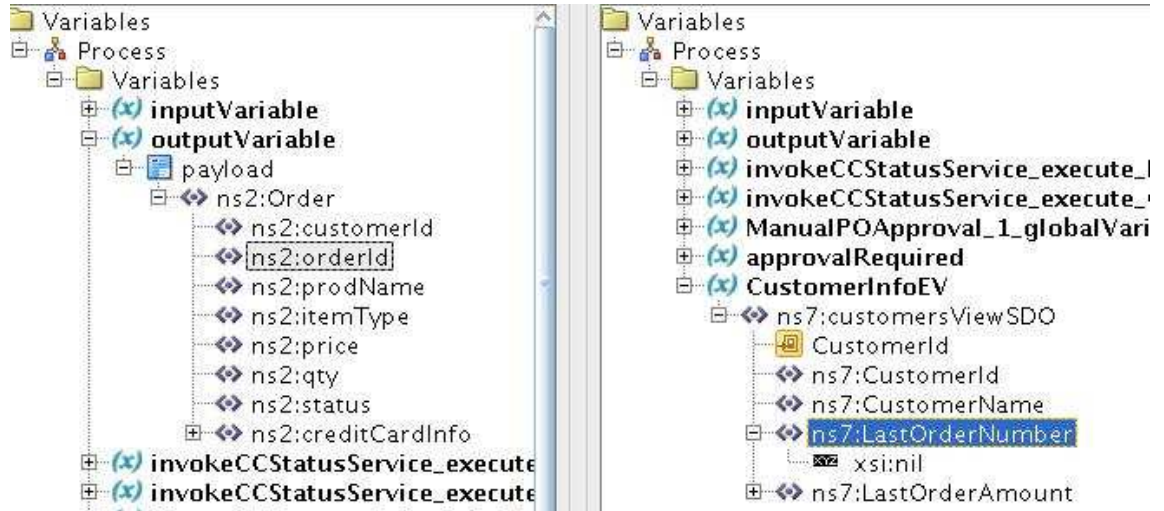 Variables
Process
Variables
inputVariable
outputVariable
payload
ns2:Order
ns2:customerId
ns2:orderId
ns2:prodName
ns2:itemType
ns2:price
ns2:qty
ns2:status
ns2:creditCardInfo
invokeCCStatusService_execute
invokeCCStatusService_execute
Variables
Process
Variables
inputVariable
outputVariable
invokeCCStatusService_execute_
invokeCCStatusService_execute_
ManualPOApproval_1_globalVari
approvalRequired
CustomerInfoEV
ns7:customersViewSDO
CustomerId
ns7:CustomerId
ns7:CustomerName
ns7:LastOrderNumber
xsi:nil
ns7:LastOrderAmount